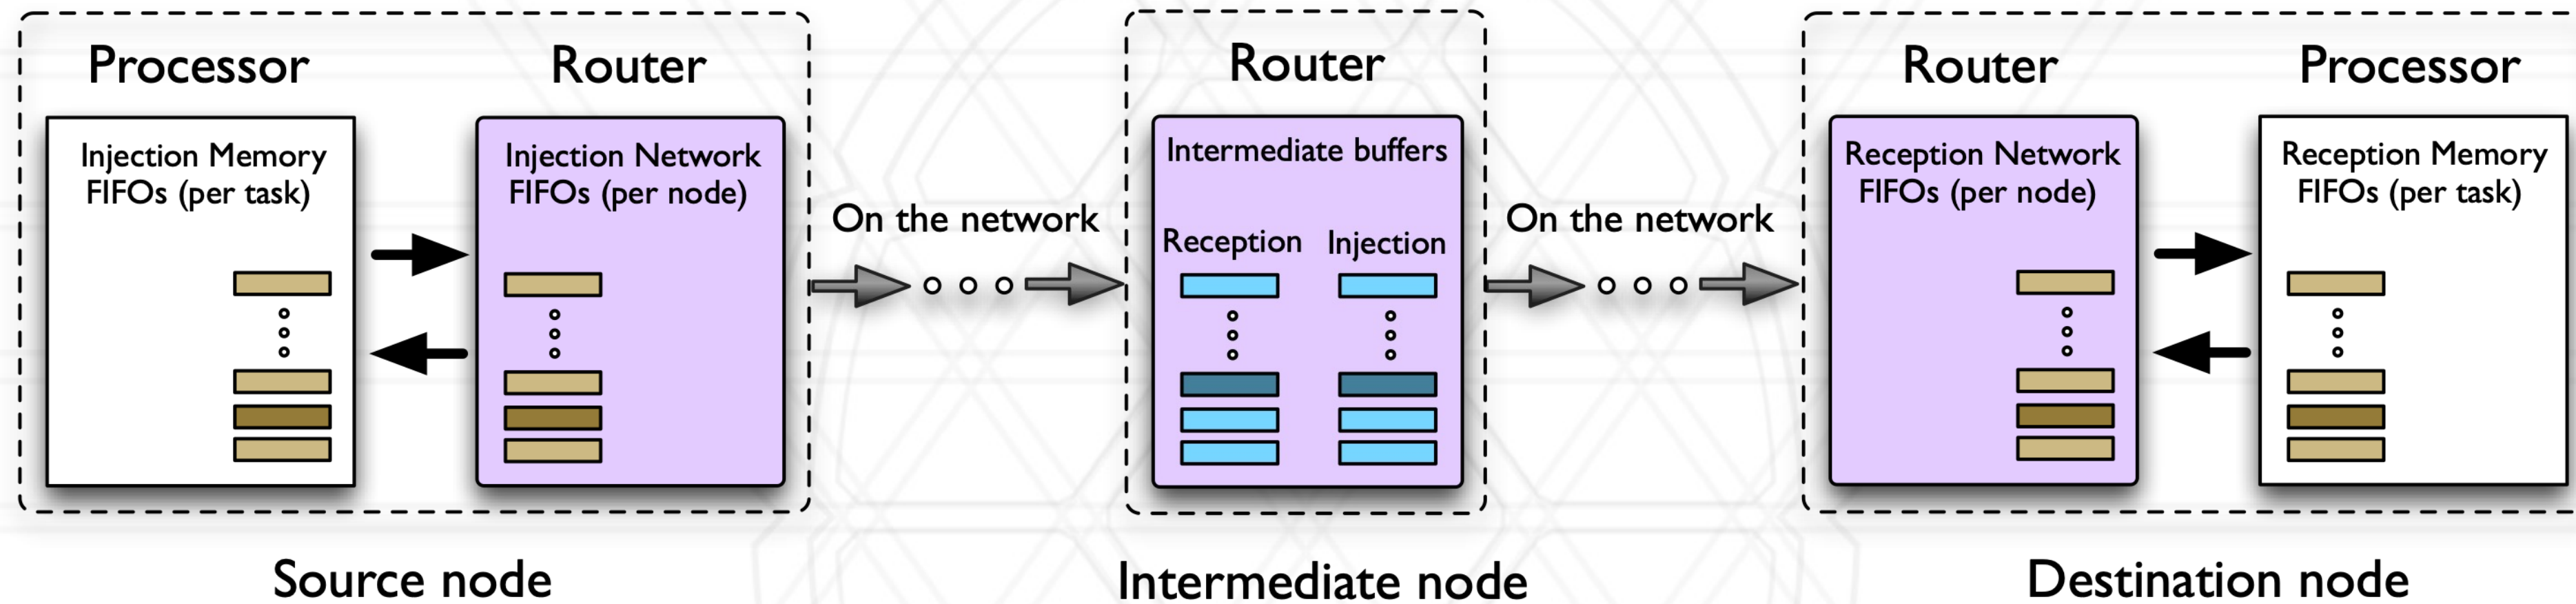 Processor
Router
Injection Memory
FIFOs (per task)
Injection Network
FIFOs (per node)
Source node
On the network
Router
Intermediate buffers
Reception
Injection
Intermediate node
On the network
Router
Processor
Reception Network
FIFOs (per node)
Reception Memory
FIFOs (per task)
Destination node